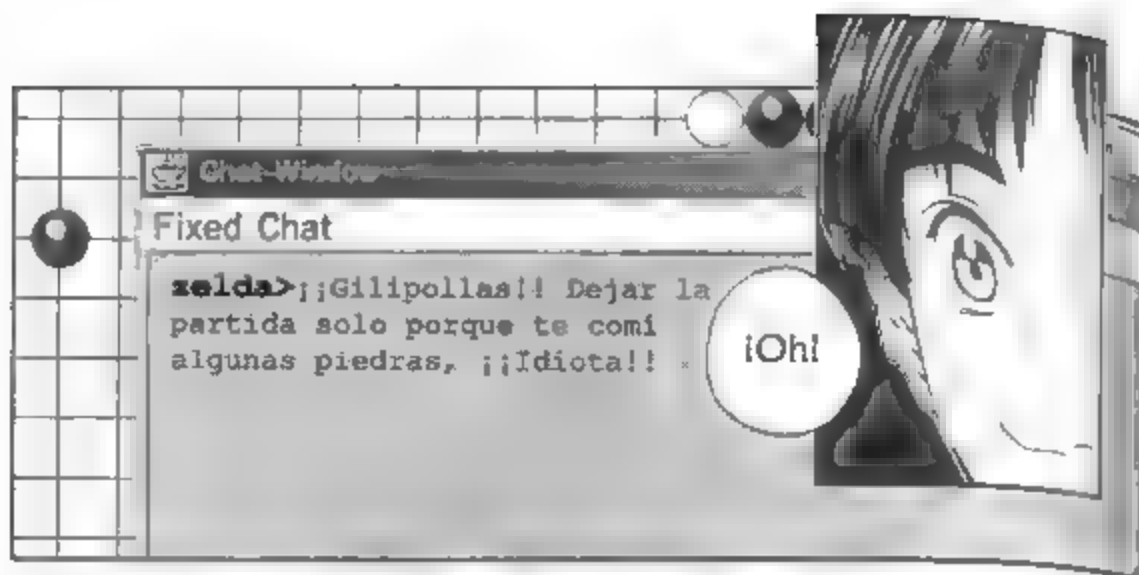 Chat-Window
Fixed Chat
zelda>¡¡Gilipollas!! Dejar la
partida solo porque te comí
algunas piedras, ¡¡Idiota!!
¡Oh!